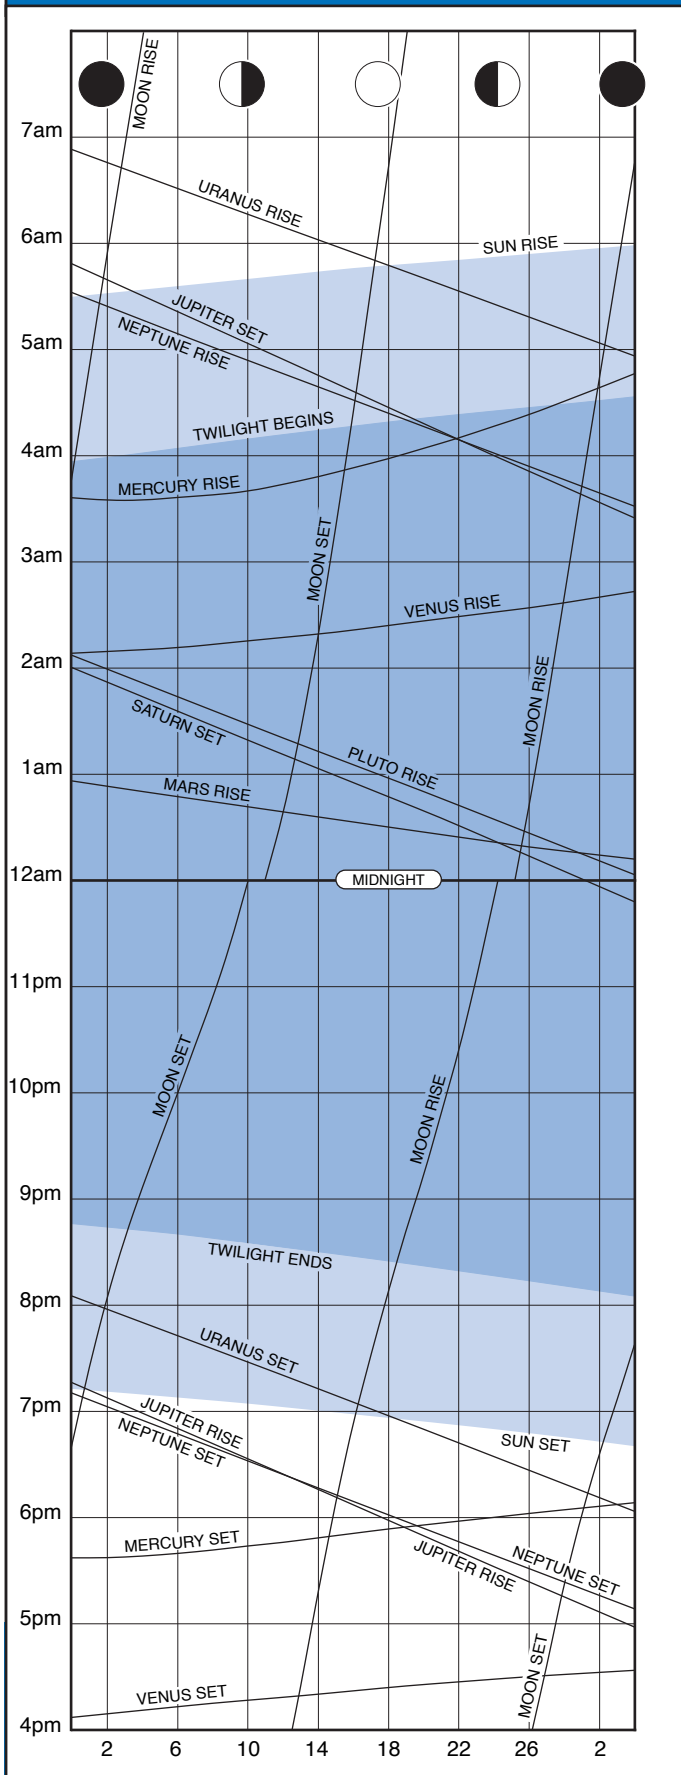 MOON RISE
7am
URANUS RISE
6am
SUN RISE
JUPITER SET
NEPTUNE RISE
5am
TWILIGHT BEGINS
4am
MERCURY RISE
3am
MOON SET
VENUS RISE
2am
MOON RISE
SATURN SET
PLUTO RISE
1am
MARS RISE
12am
MIDNIGHT
11pm
MOON SET
10pm
MOON RISE
9pm
TWILIGHT ENDS
8pm
URANUS SET
7pm
JUPITER RISE
NEPTUNE SET
SUN SET
6pm
MERCURY SET
JUPITER RISE
NEPTUNE SET
5pm
MOON SET
VENUS SET
4pm
2 6 10 14 18 22 26 2